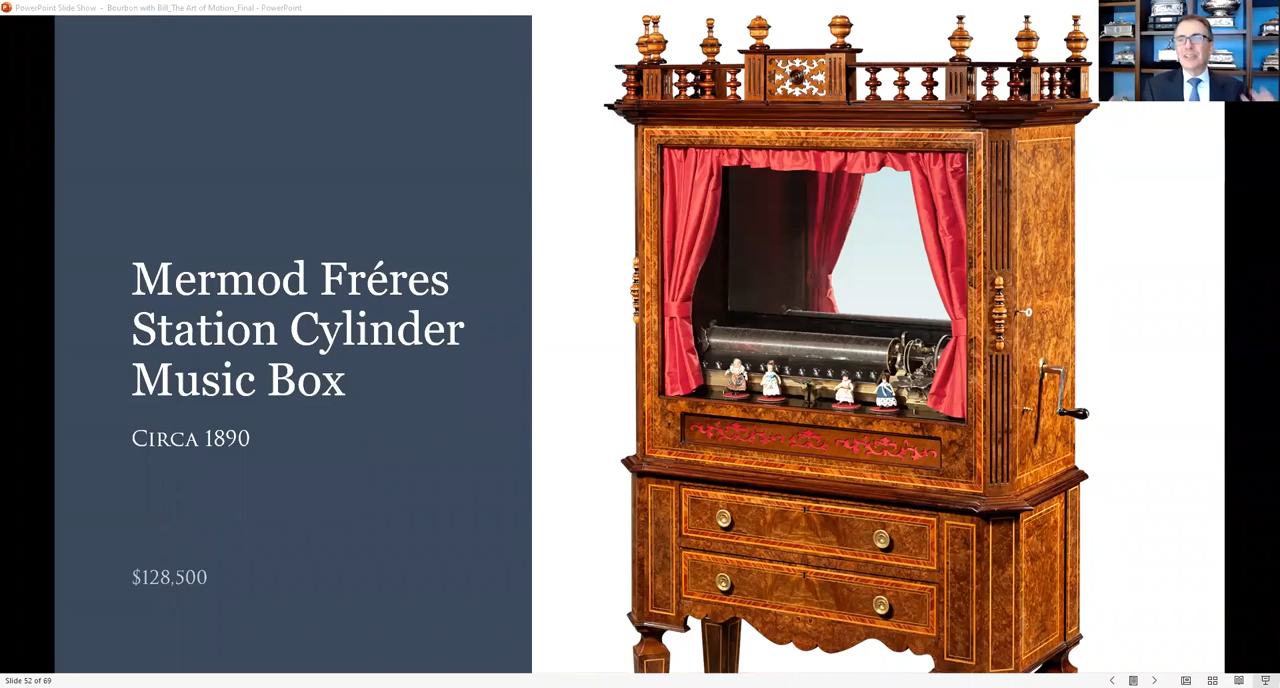 PowerPoint Slide Show - Bourbon with Bill_The Art of Motion_Final - PowerPoint
Mermod Fréres
Station Cylinder
Music Box
Circa 1890
$128,500
Slide 52 of 69